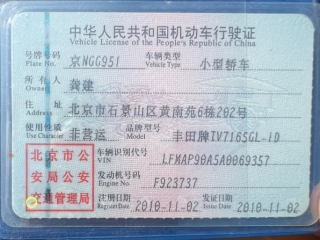 中华人民共和国机动车行驶证
Vehicle License of the People's Republic of China
号牌号码 京NGG951 车辆类型 小型轿车
Plate No. Vehicle Type
所有人 龚建
Owner
住址 北京市石景山区黄南苑6栋202号
Address
使用性质 非营运 品牌型号 丰田牌TV7165GL-1D
Use Character Model
北京市公 车辆识别代号 LFMAP90A5A0069357
VIN
安局公安 发动机号码 F923737
Engine No.
交通管理局 注册日期 2010-11-02 发证日期 2010-11-02
Register Date Issue Date